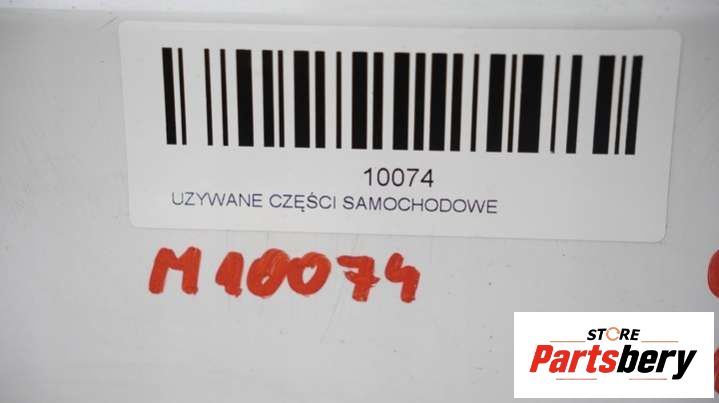 10074
UZYWANE CZĘŚCI SAMOCHODOWE
M10074
STORE
Partsbery